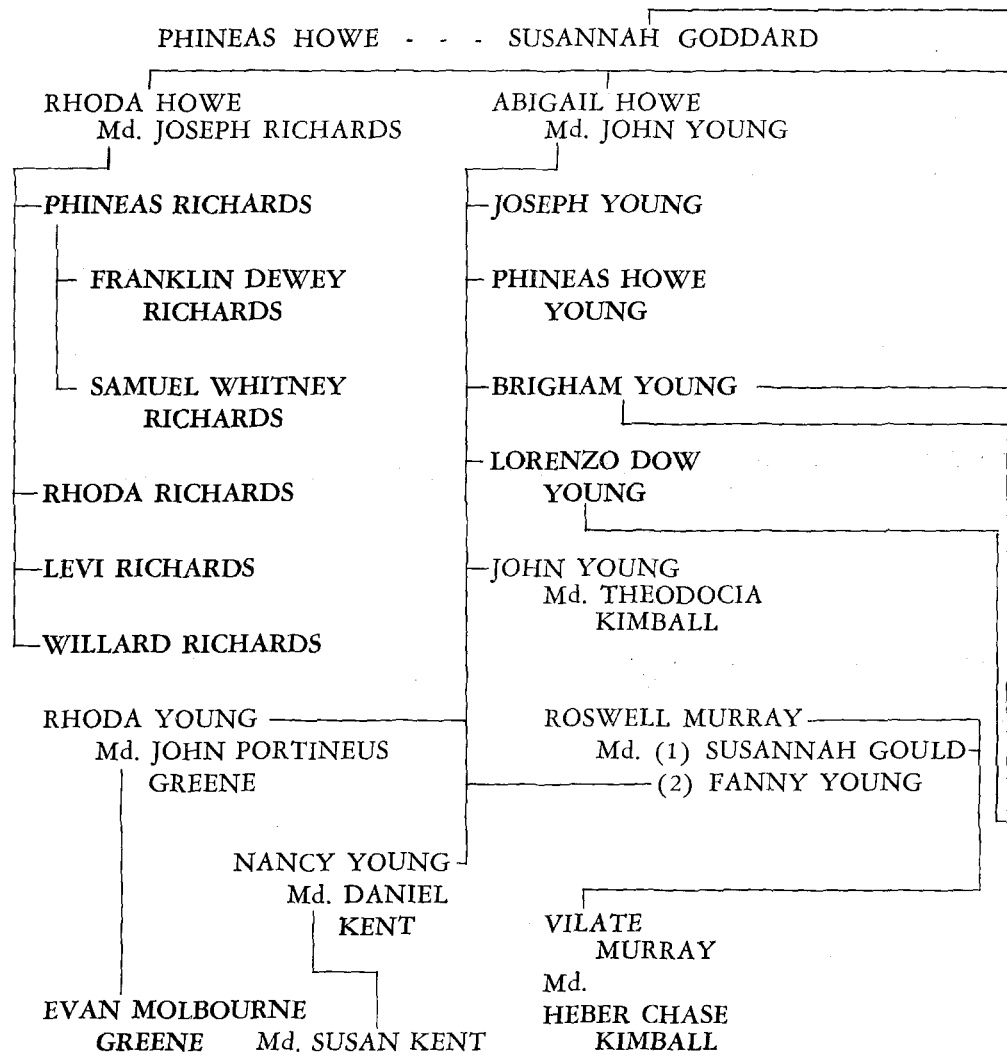 PHINEAS HOWE - - - SUSANNAH GODDARD
RHODA HOWE
Md. JOSEPH RICHARDS
ABIGAIL HOWE
Md. JOHN YOUNG
PHINEAS RICHARDS
FRANKLIN DEWEY
RICHARDS
SAMUEL WHITNEY
RICHARDS
RHODA RICHARDS
LEVI RICHARDS
WILLARD RICHARDS
JOSEPH YOUNG
PHINEAS HOWE
YOUNG
BRIGHAM YOUNG
LORENZO DOW
YOUNG
JOHN YOUNG
Md. THEODOCIA
KIMBALL
RHODA YOUNG
Md. JOHN PORTINEUS
GREENE
ROSWELL MURRAY
Md. (1) SUSANNAH GOULD
(2) FANNY YOUNG
NANCY YOUNG
Md. DANIEL
KENT
VILATE
MURRAY
Md.
HEBER CHASE
KIMBALL
EVAN MOLBOURNE
GREENE
Md. SUSAN KENT